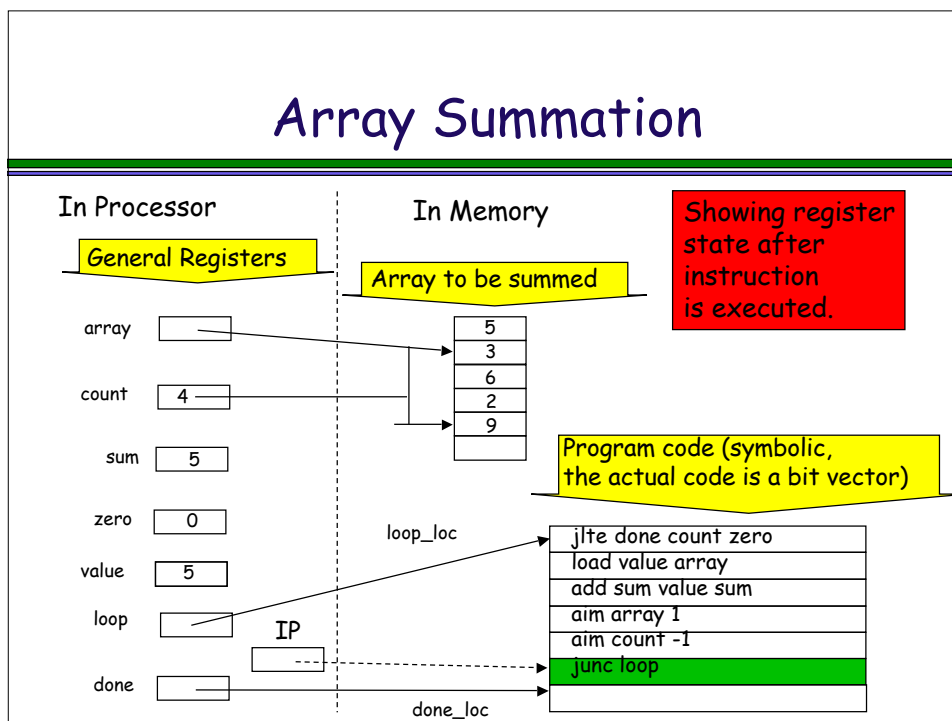 Array Summation
In Processor
In Memory
Showing register
state after
instruction
is executed.
General Registers
Array to be summed
array
5
3
6
2
9
count
4
sum
5
zero
0
value
5
loop
IP
done
Program code (symbolic,
the actual code is a bit vector)
loop_loc
jlte done count zero
load value array
add sum value sum
aim array 1
aim count -1
junc loop
done_loc